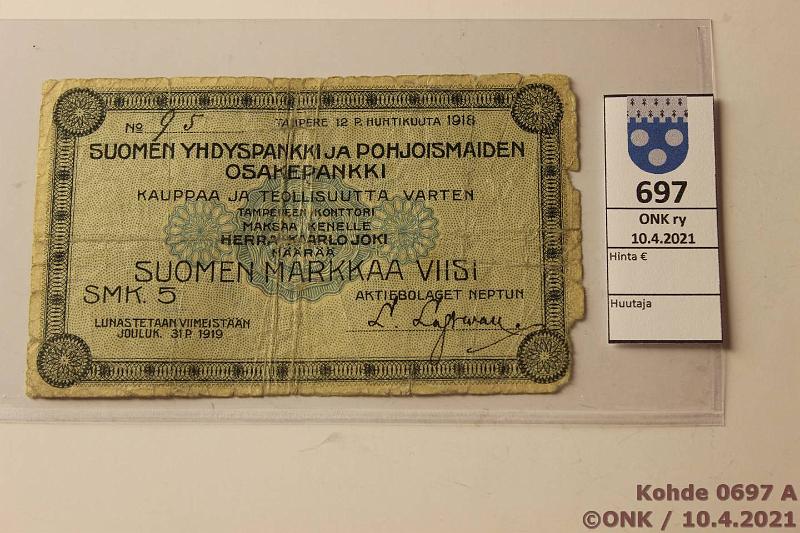 No 95 TAMPERE 12 P. HUHTIKUUTA 1918
SUOMEN YHDYSPANKKI JA POHJOISMAIDEN
OSAKEPANKKI
KAUPPAA JA TEOLLISUUTTA VARTEN
TAMPEREEN KONTTORI
MAKSAA KENELLE
HERRA KAARLO JOKI
MÄÄRÄÄ
SUOMEN MARKKAA VIISI
SMK. 5
AKTIEBOLAGET NEPTUN
LUNASTETAAN VIIMEISTÄÄN
JOULUK. 31 P. 1919
697
ONK ry
10.4.2021
Hinta €
Huutaja
Kohde 0697 A
©ONK / 10.4.2021